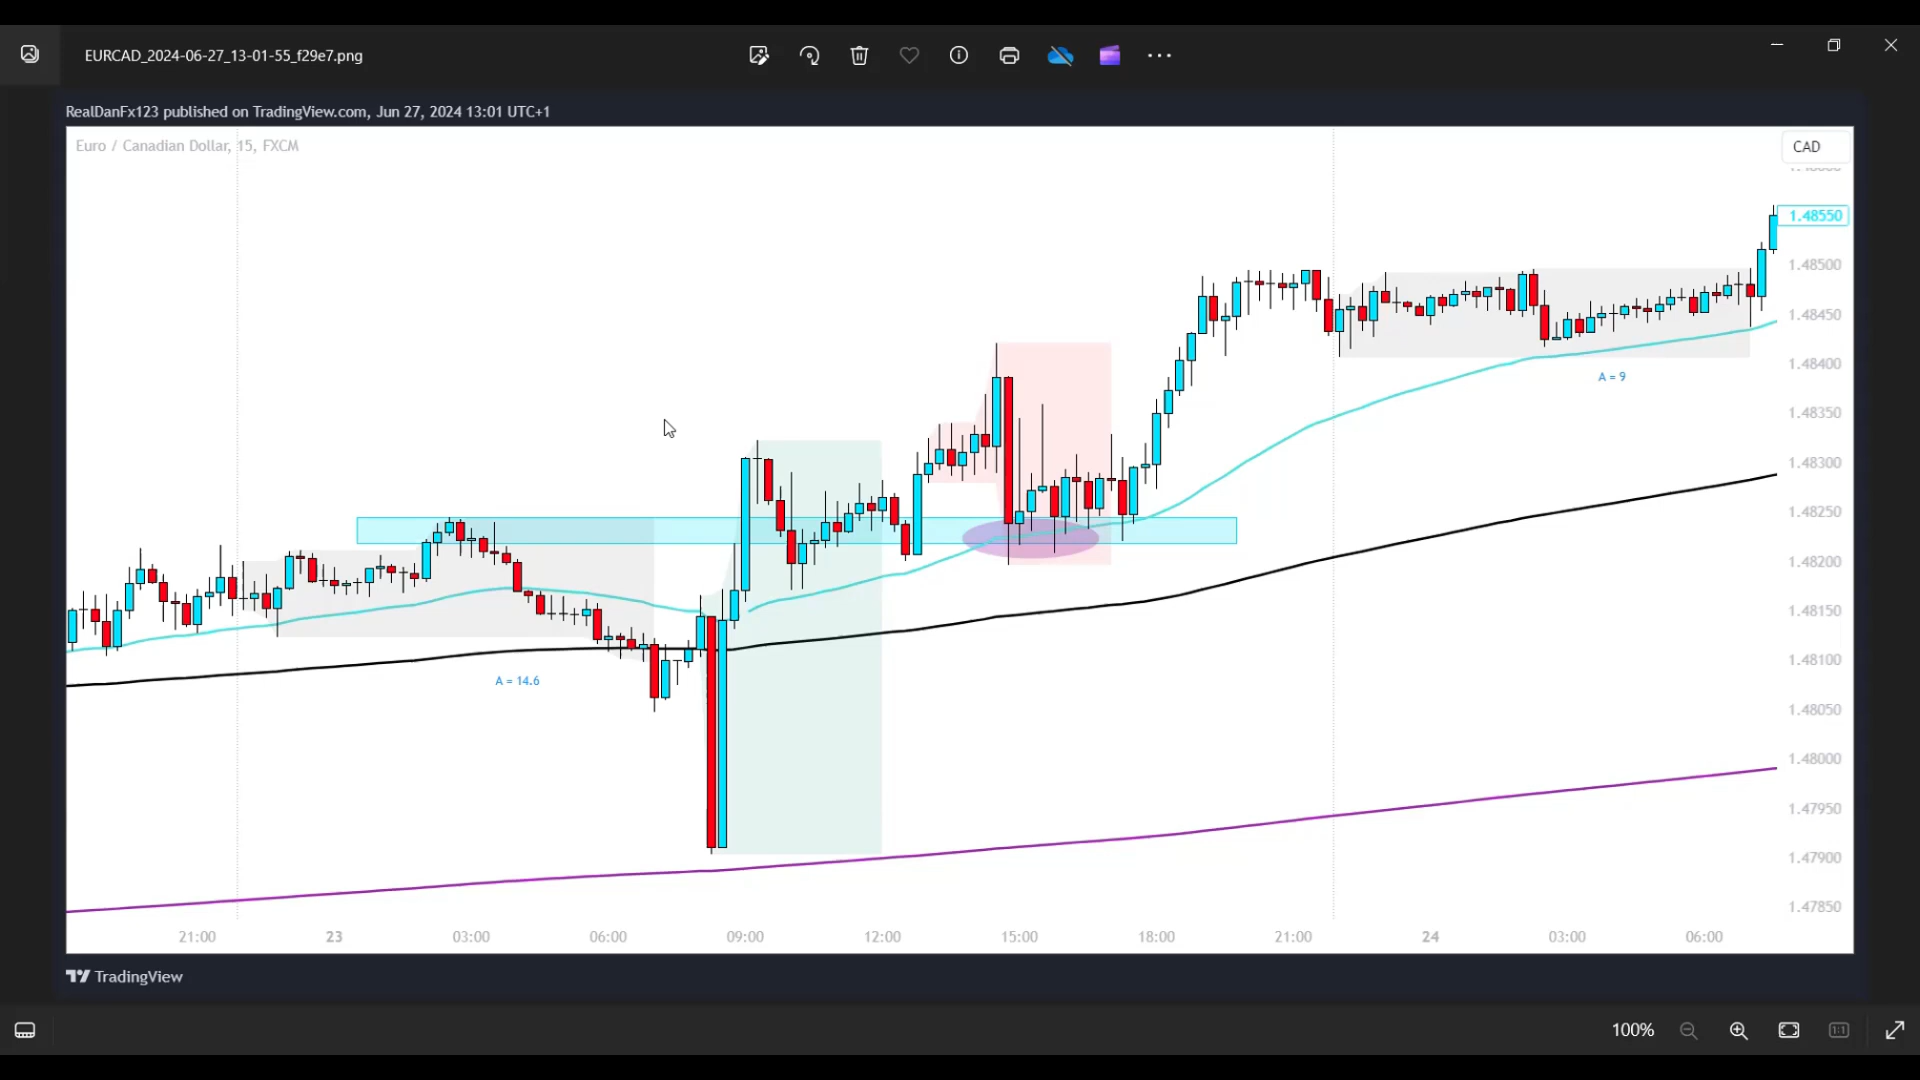 EURCAD_2024-06-27_13-01-55_f29e7.png
RealDanFx123 published on TradingView.com, Jun 27, 2024 13:01 UTC+1
Euro / Canadian Dollar, 15, FXCM
CAD
1.48550
1.48500
1.48450
1.48400
A = 9
1.48350
1.48300
1.48250
1.48200
1.48150
1.48100
A = 14.6
1.48050
1.48000
1.47950
1.47900
1.47850
21:00 23 03:00 06:00 09:00 12:00 15:00 18:00 21:00 24 03:00 06:00
TradingView
100%
1:1